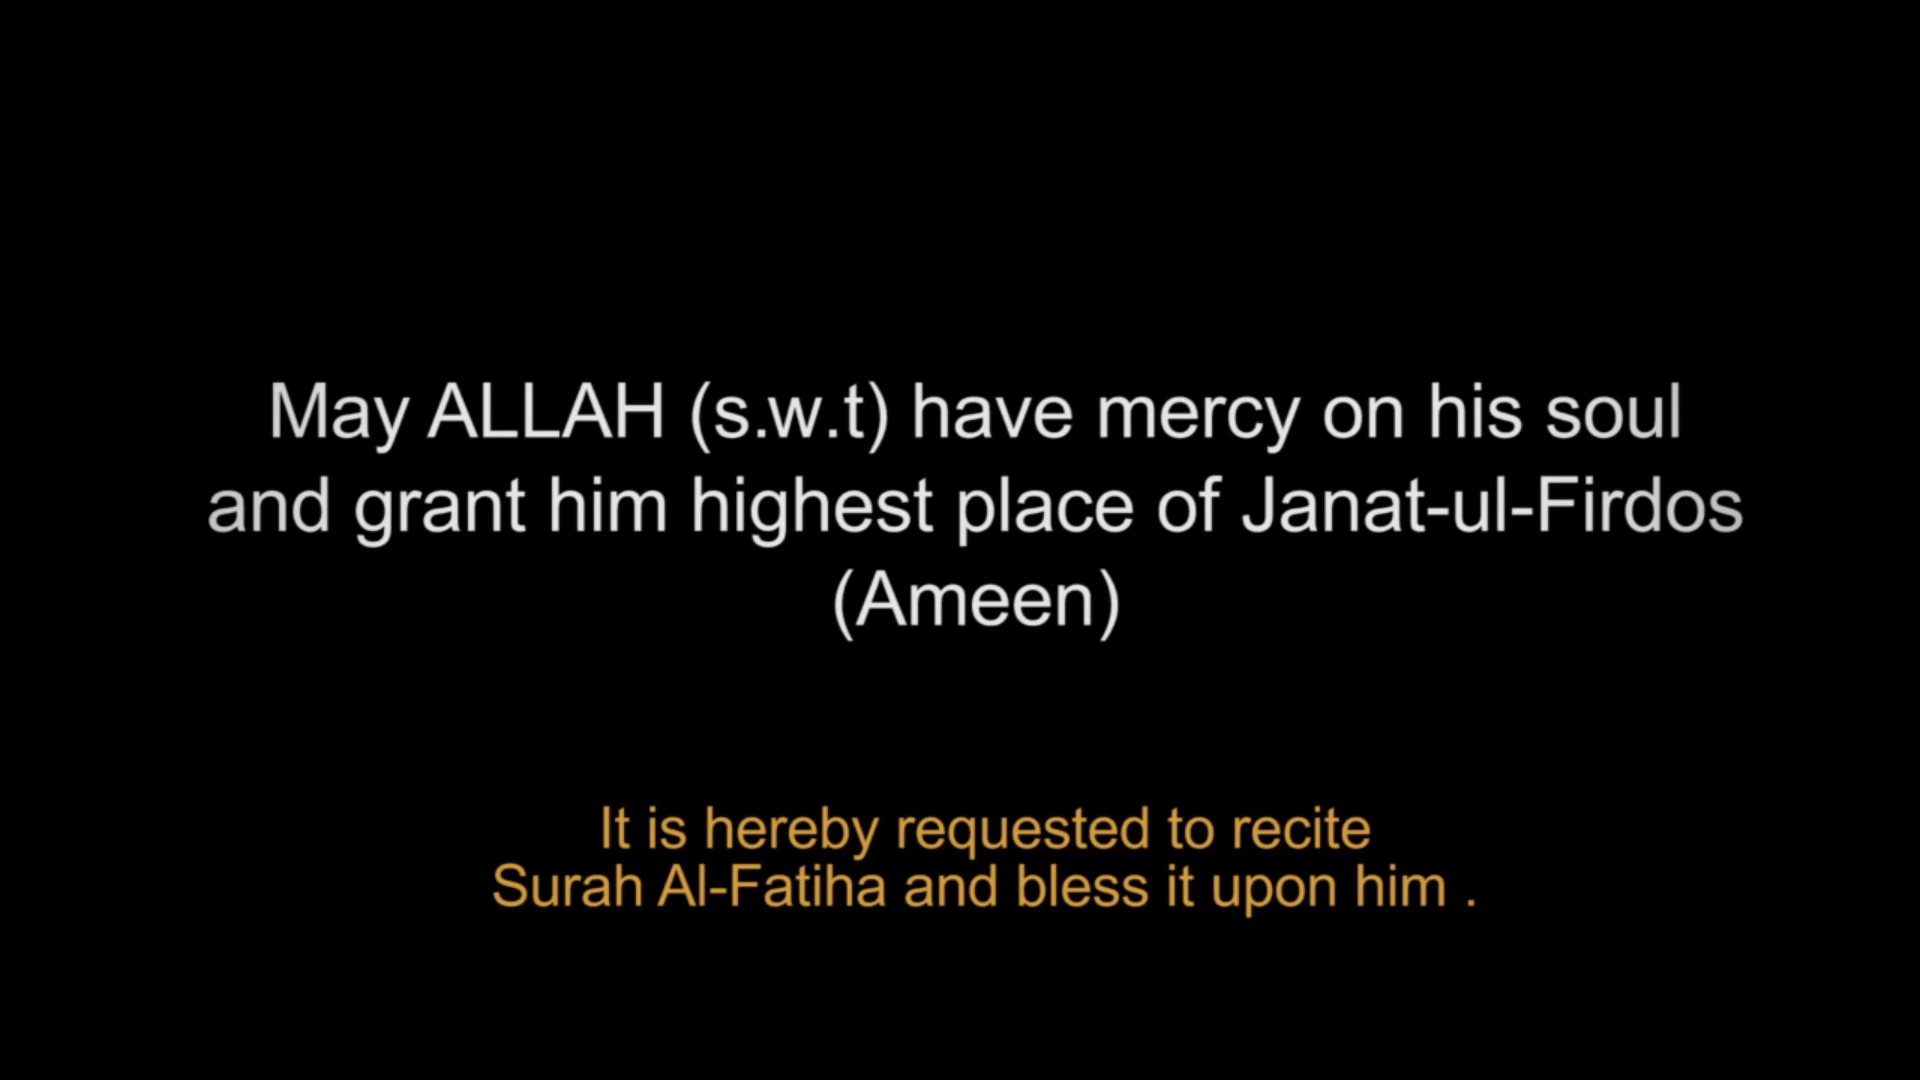 May ALLAH (s.w.t) have mercy on his soul
and grant him highest place of Janat-ul-Firdos
(Ameen)
It is hereby requested to recite
Surah Al-Fatiha and bless it upon him .